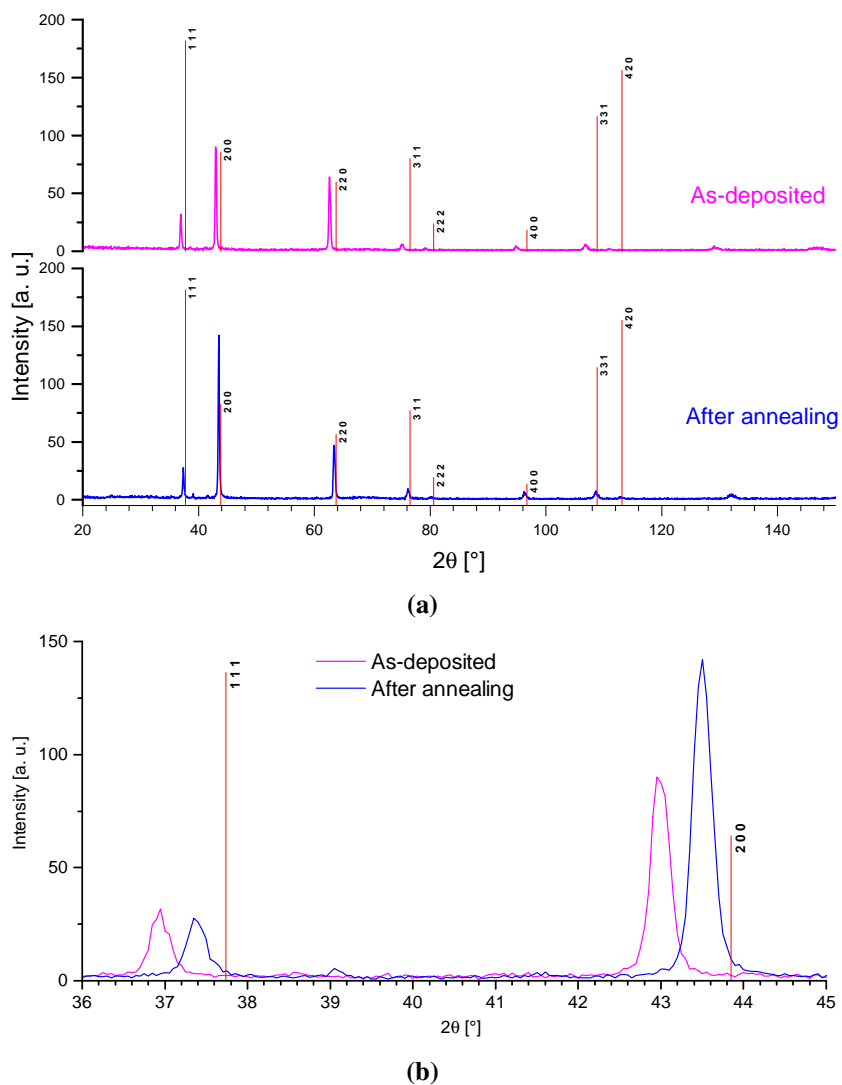 200
150
100
50
0
Intensity [a. u.]
111
200
220
311
222
400
331
420
As-deposited
200
150
100
50
0
111
200
220
311
222
400
331
420
After annealing
20 40 60 80 100 120 140
2θ [°]
(a)
150
100
50
0
Intensity [a. u.]
As-deposited
After annealing
111
200
36 37 38 39 40 41 42 43 44 45
2θ [°]
(b)